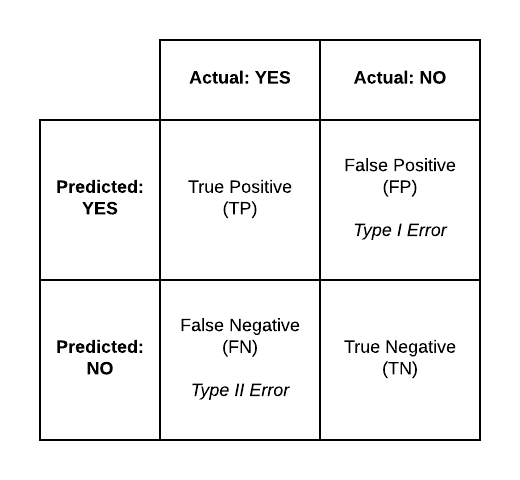 Actual: YES
Actual: NO
Predicted:
YES
True Positive
(TP)
False Positive
(FP)
Type I Error
Predicted:
NO
False Negative
(FN)
Type II Error
True Negative
(TN)